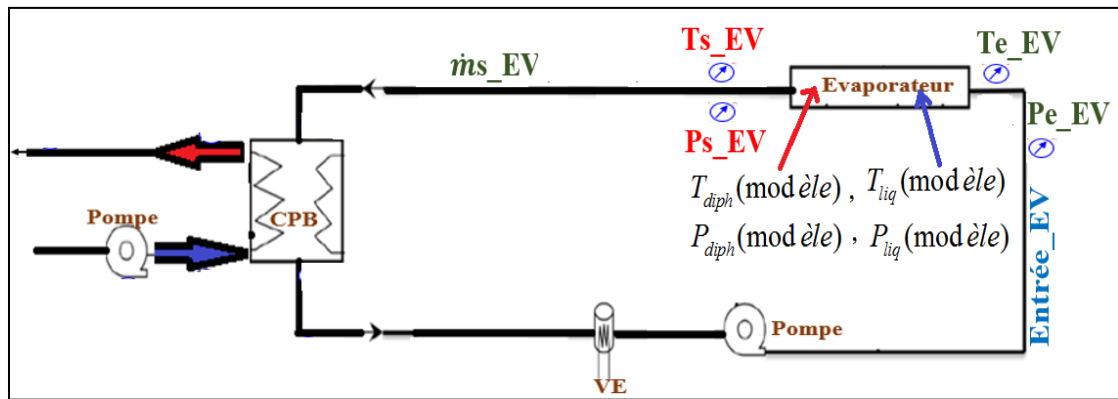 Ts_EV
Te_EV
ṁs_EV
Evaporateur
Ps_EV
Pe_EV
T_diph(modèle) , T_liq(modèle)
P_diph(modèle) , P_liq(modèle)
Pompe
CPB
Entrée_EV
Pompe
VE